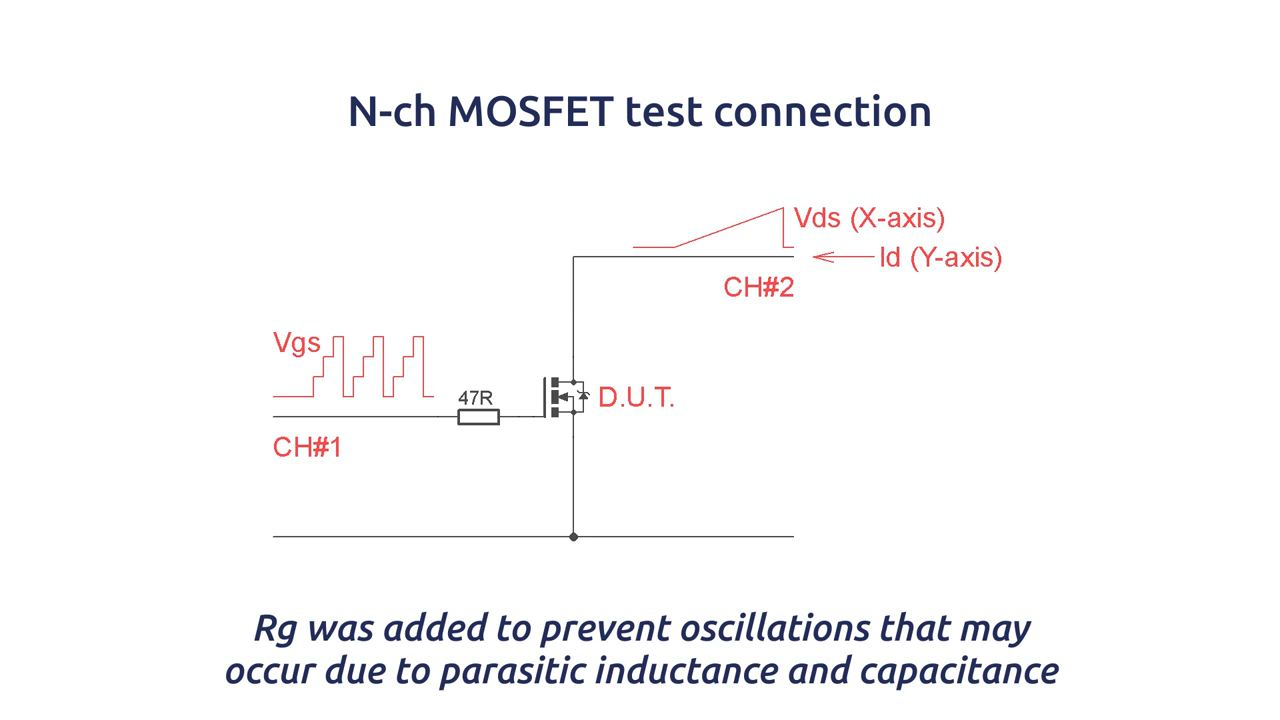 N-ch MOSFET test connection
Vds (X-axis)
Id (Y-axis)
CH#2
Vgs
47R
D.U.T.
CH#1
Rg was added to prevent oscillations that may
occur due to parasitic inductance and capacitance